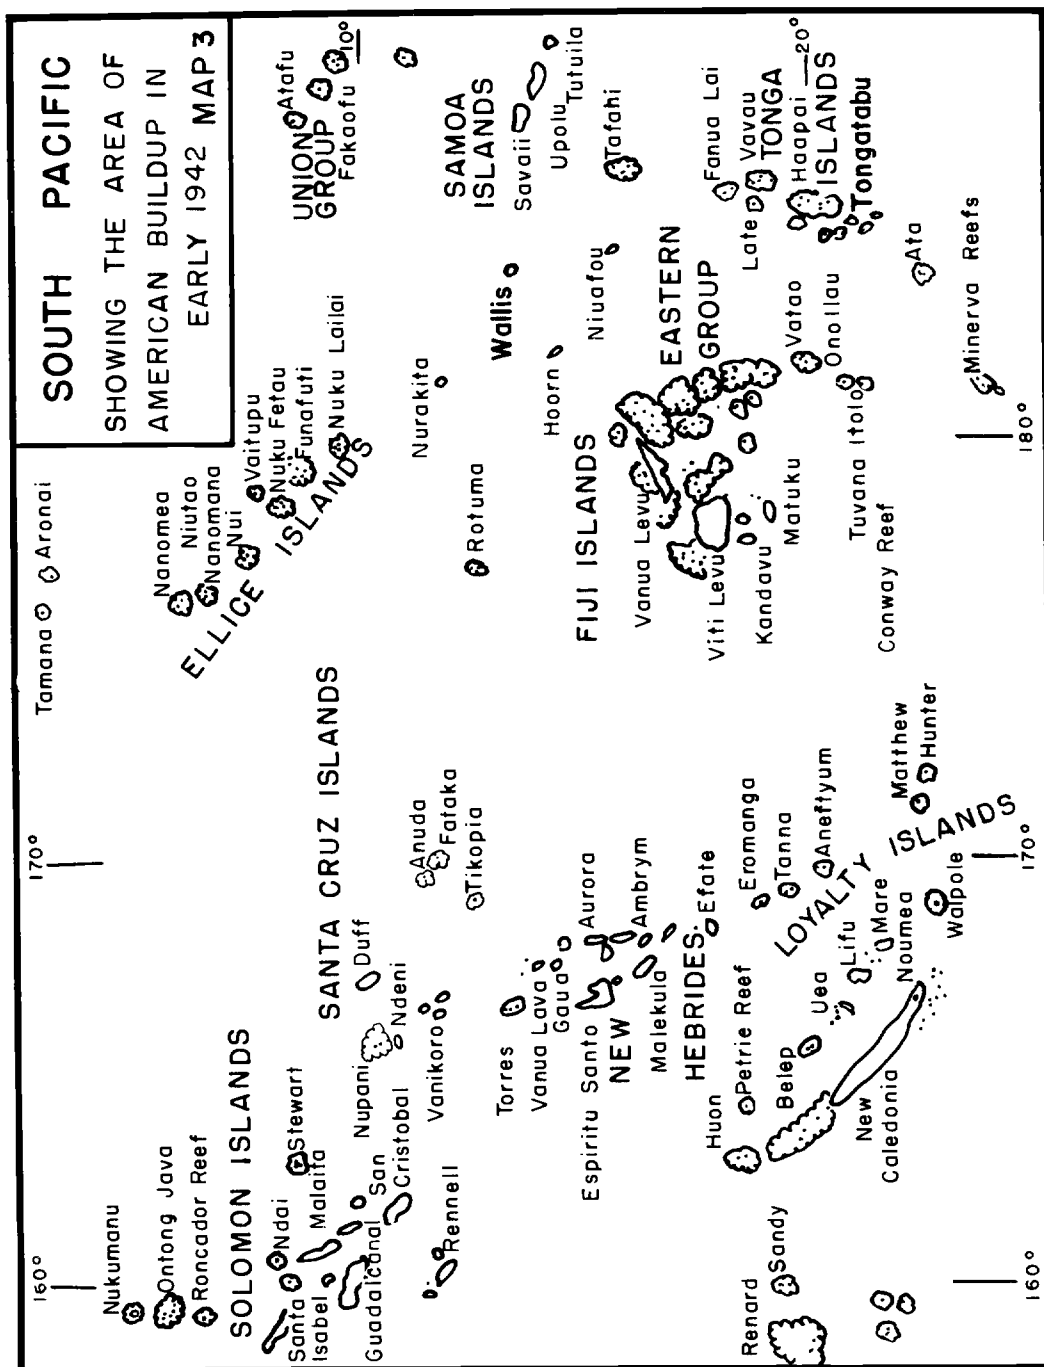 SOUTH PACIFIC
SHOWING THE AREA OF
AMERICAN BUILDUP IN
EARLY 1942 MAP 3
160°
170°
Tamana
Aronai
Nukumanu
Ontong Java
Roncador Reef
SOLOMON ISLANDS
Ndai
Malaita
Stewart
Santa
Isabel
Guadalcanal
San
Cristobal
Rennell
SANTA CRUZ ISLANDS
Nupani
Duff
Ndeni
Vanikoro
Anuda
Fataka
Tikopia
Nanomea
Niutao
Nanomana
Nui
Vaitupu
Nuku Fetau
Funafuti
Nuku Lailai
ELLICE ISLANDS
Nurakita
UNION
GROUP
Atafu
Fakaofu
10°
SAMOA
ISLANDS
Savaii
Upolu
Tutuila
Tafahi
Wallis
Hoorn
Niuafou
Rotuma
Torres
Vanua Lava
Gaua
Aurora
Espiritu Santo
NEW
Ambrym
Malekula
HEBRIDES
Efate
Eromanga
Tanna
Aneftyum
FIJI ISLANDS
Vanua Levu
Viti Levu
Kandavu
Matuku
EASTERN
GROUP
Vatao
Onollau
Tuvana Itolo
Conway Reef
Fanua Lai
Late
Vavau
TONGA
Haapai
ISLANDS
20°
Tongatabu
Ata
Minerva Reefs
Huon
Petrie Reef
Belep
Uea
Lifu
Mare
LOYALTY ISLANDS
Noumea
Walpole
Matthew
Hunter
New
Caledonia
Renard
Sandy
160°
170°
180°